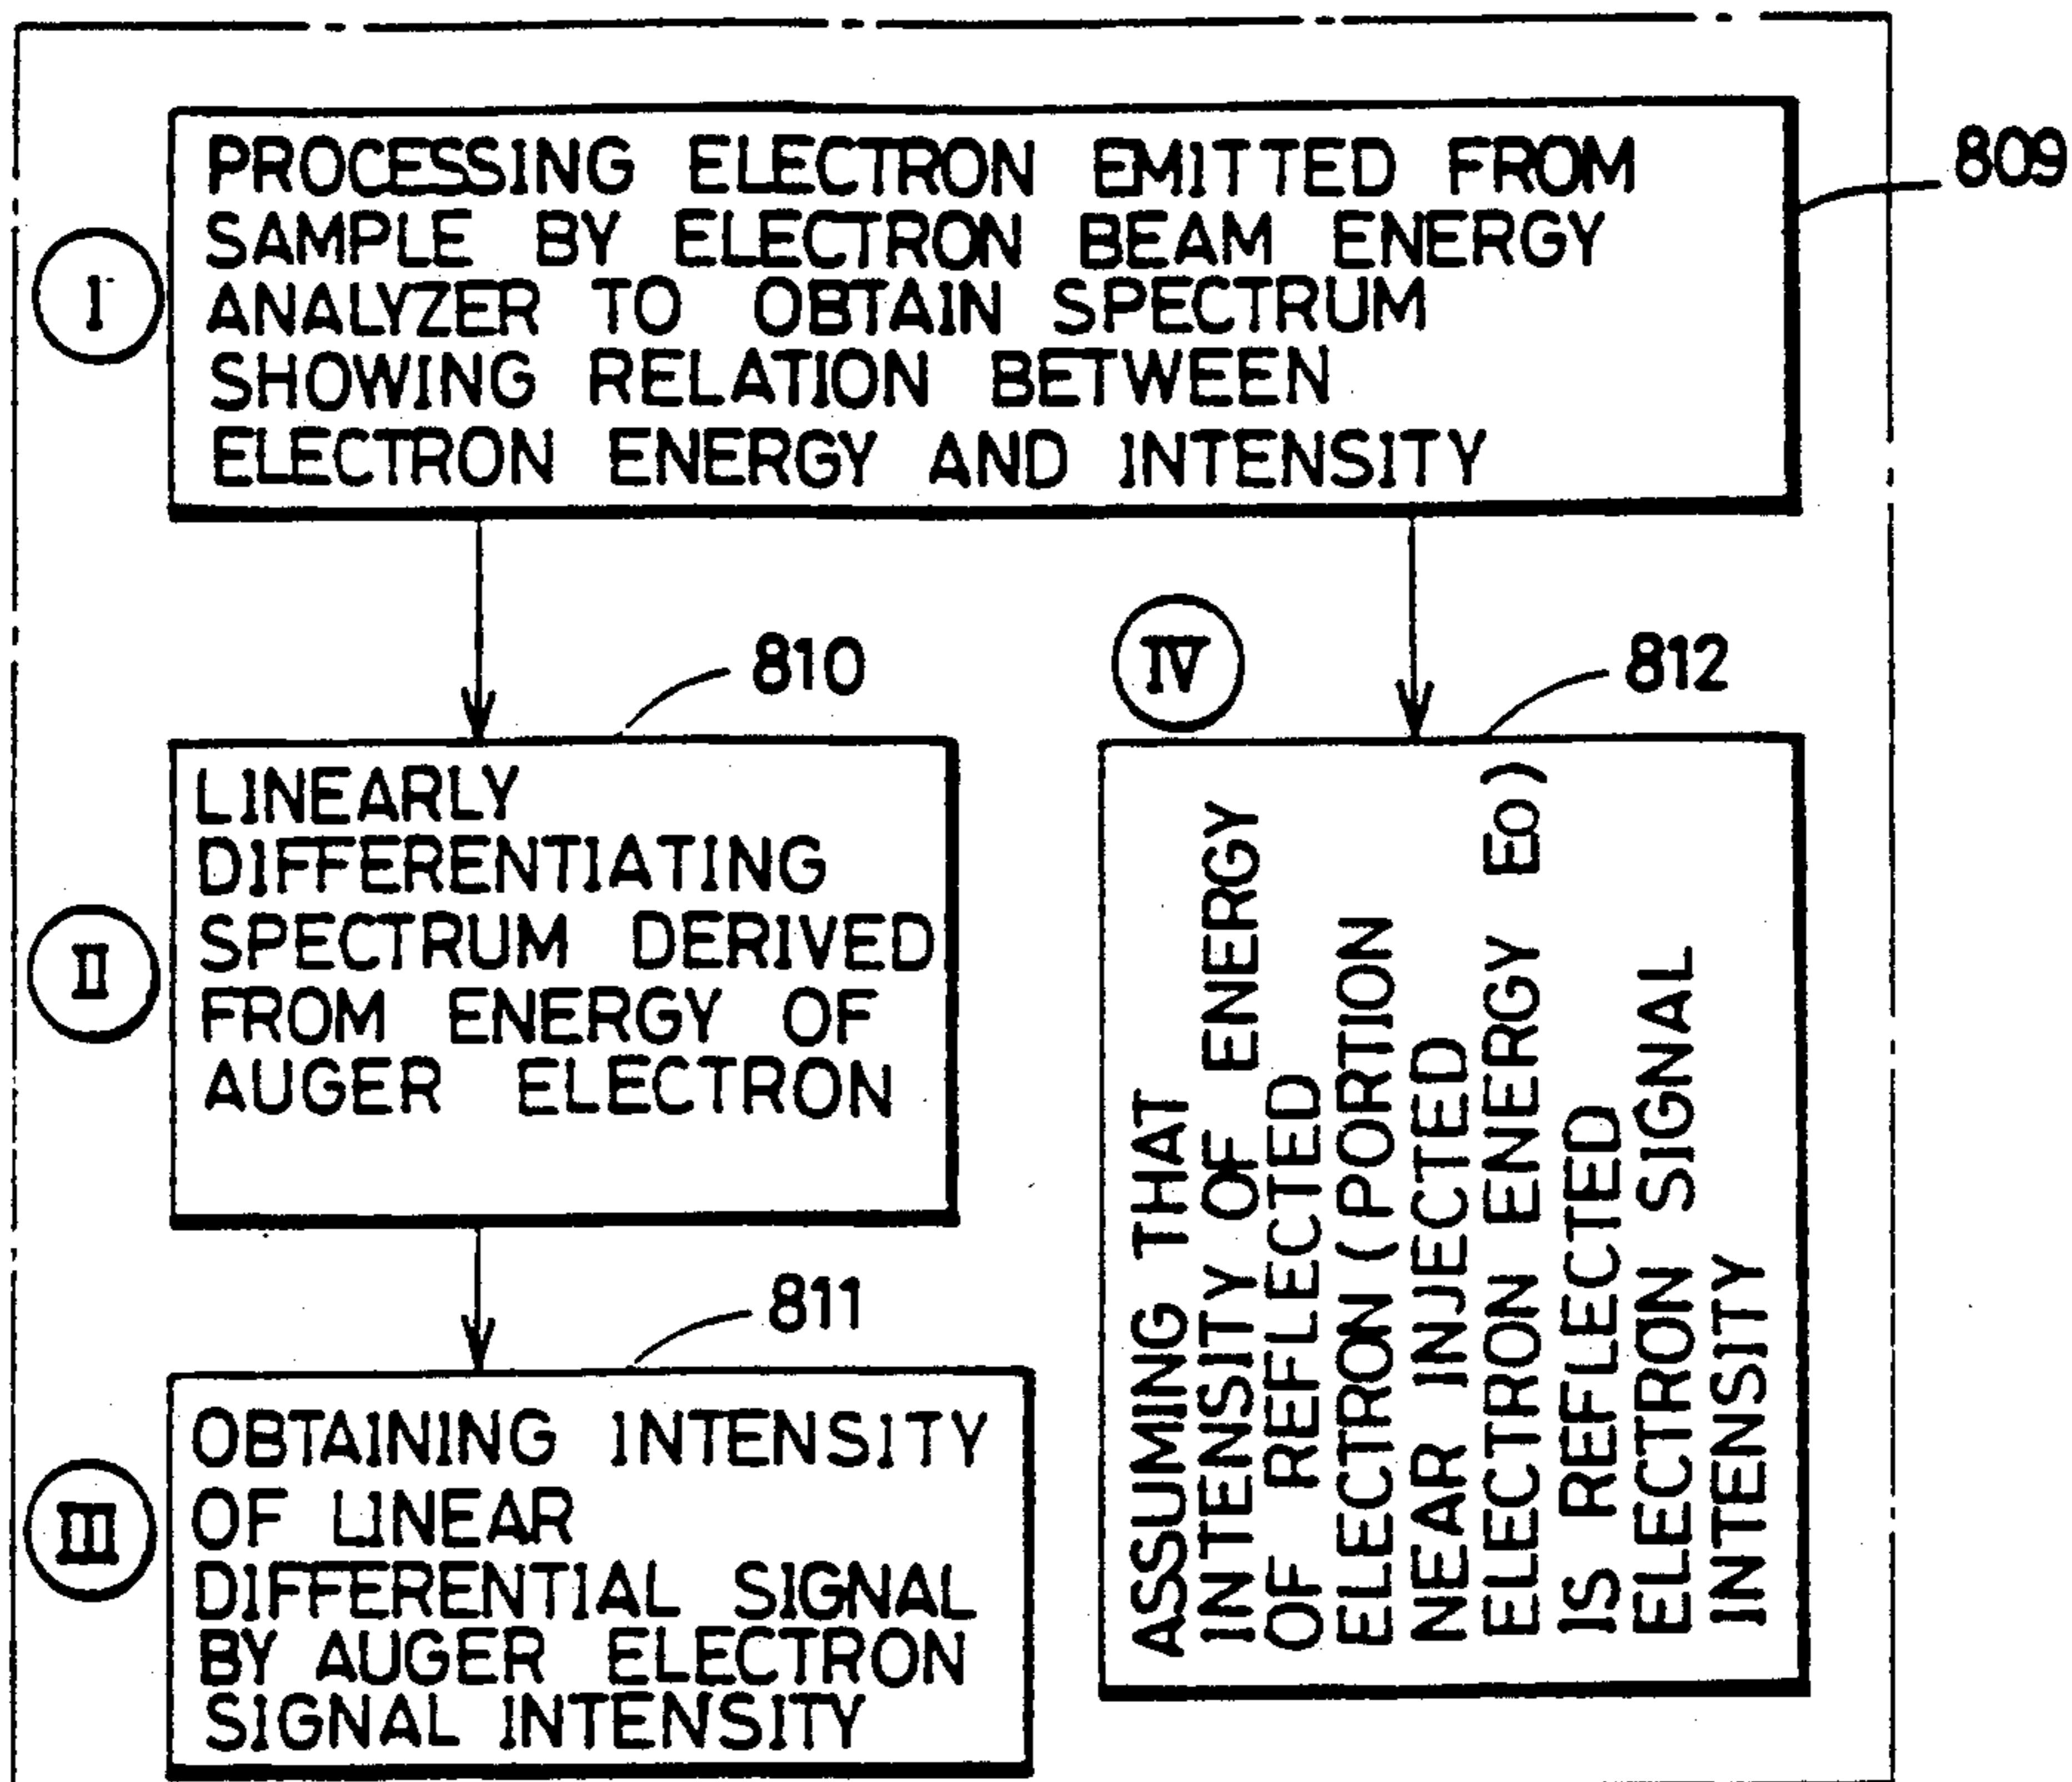 PROCESSING ELECTRON EMITTED FROM
SAMPLE BY ELECTRON BEAM ENERGY
ANALYZER TO OBTAIN SPECTRUM
SHOWING RELATION BETWEEN
ELECTRON ENERGY AND INTENSITY
809
I
810
LINEARLY
DIFFERENTIATING
SPECTRUM DERIVED
FROM ENERGY OF
AUGER ELECTRON
II
811
OBTAINING INTENSITY
OF LINEAR
DIFFERENTIAL SIGNAL
BY AUGER ELECTRON
SIGNAL INTENSITY
III
IV
812
ASSUMING THAT
INTENSITY OF ENERGY
OF REFLECTED
ELECTRON (PORTION
NEAR INJECTED
ELECTRON ENERGY EO)
IS REFLECTED
ELECTRON SIGNAL
INTENSITY